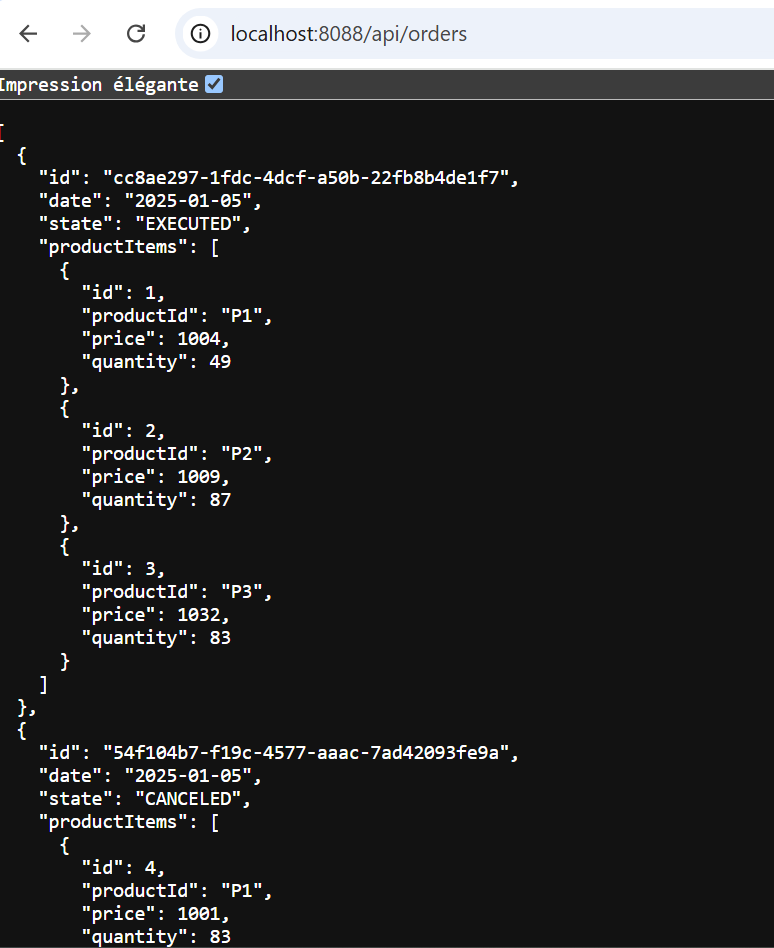 localhost:8088/api/orders
Impression élégante
[
  {
    "id": "cc8ae297-1fdc-4dcf-a50b-22fb8b4de1f7",
    "date": "2025-01-05",
    "state": "EXECUTED",
    "productItems": [
      {
        "id": 1,
        "productId": "P1",
        "price": 1004,
        "quantity": 49
      },
      {
        "id": 2,
        "productId": "P2",
        "price": 1009,
        "quantity": 87
      },
      {
        "id": 3,
        "productId": "P3",
        "price": 1032,
        "quantity": 83
      }
    ]
  },
  {
    "id": "54f104b7-f19c-4577-aaac-7ad42093fe9a",
    "date": "2025-01-05",
    "state": "CANCELED",
    "productItems": [
      {
        "id": 4,
        "productId": "P1",
        "price": 1001,
        "quantity": 83